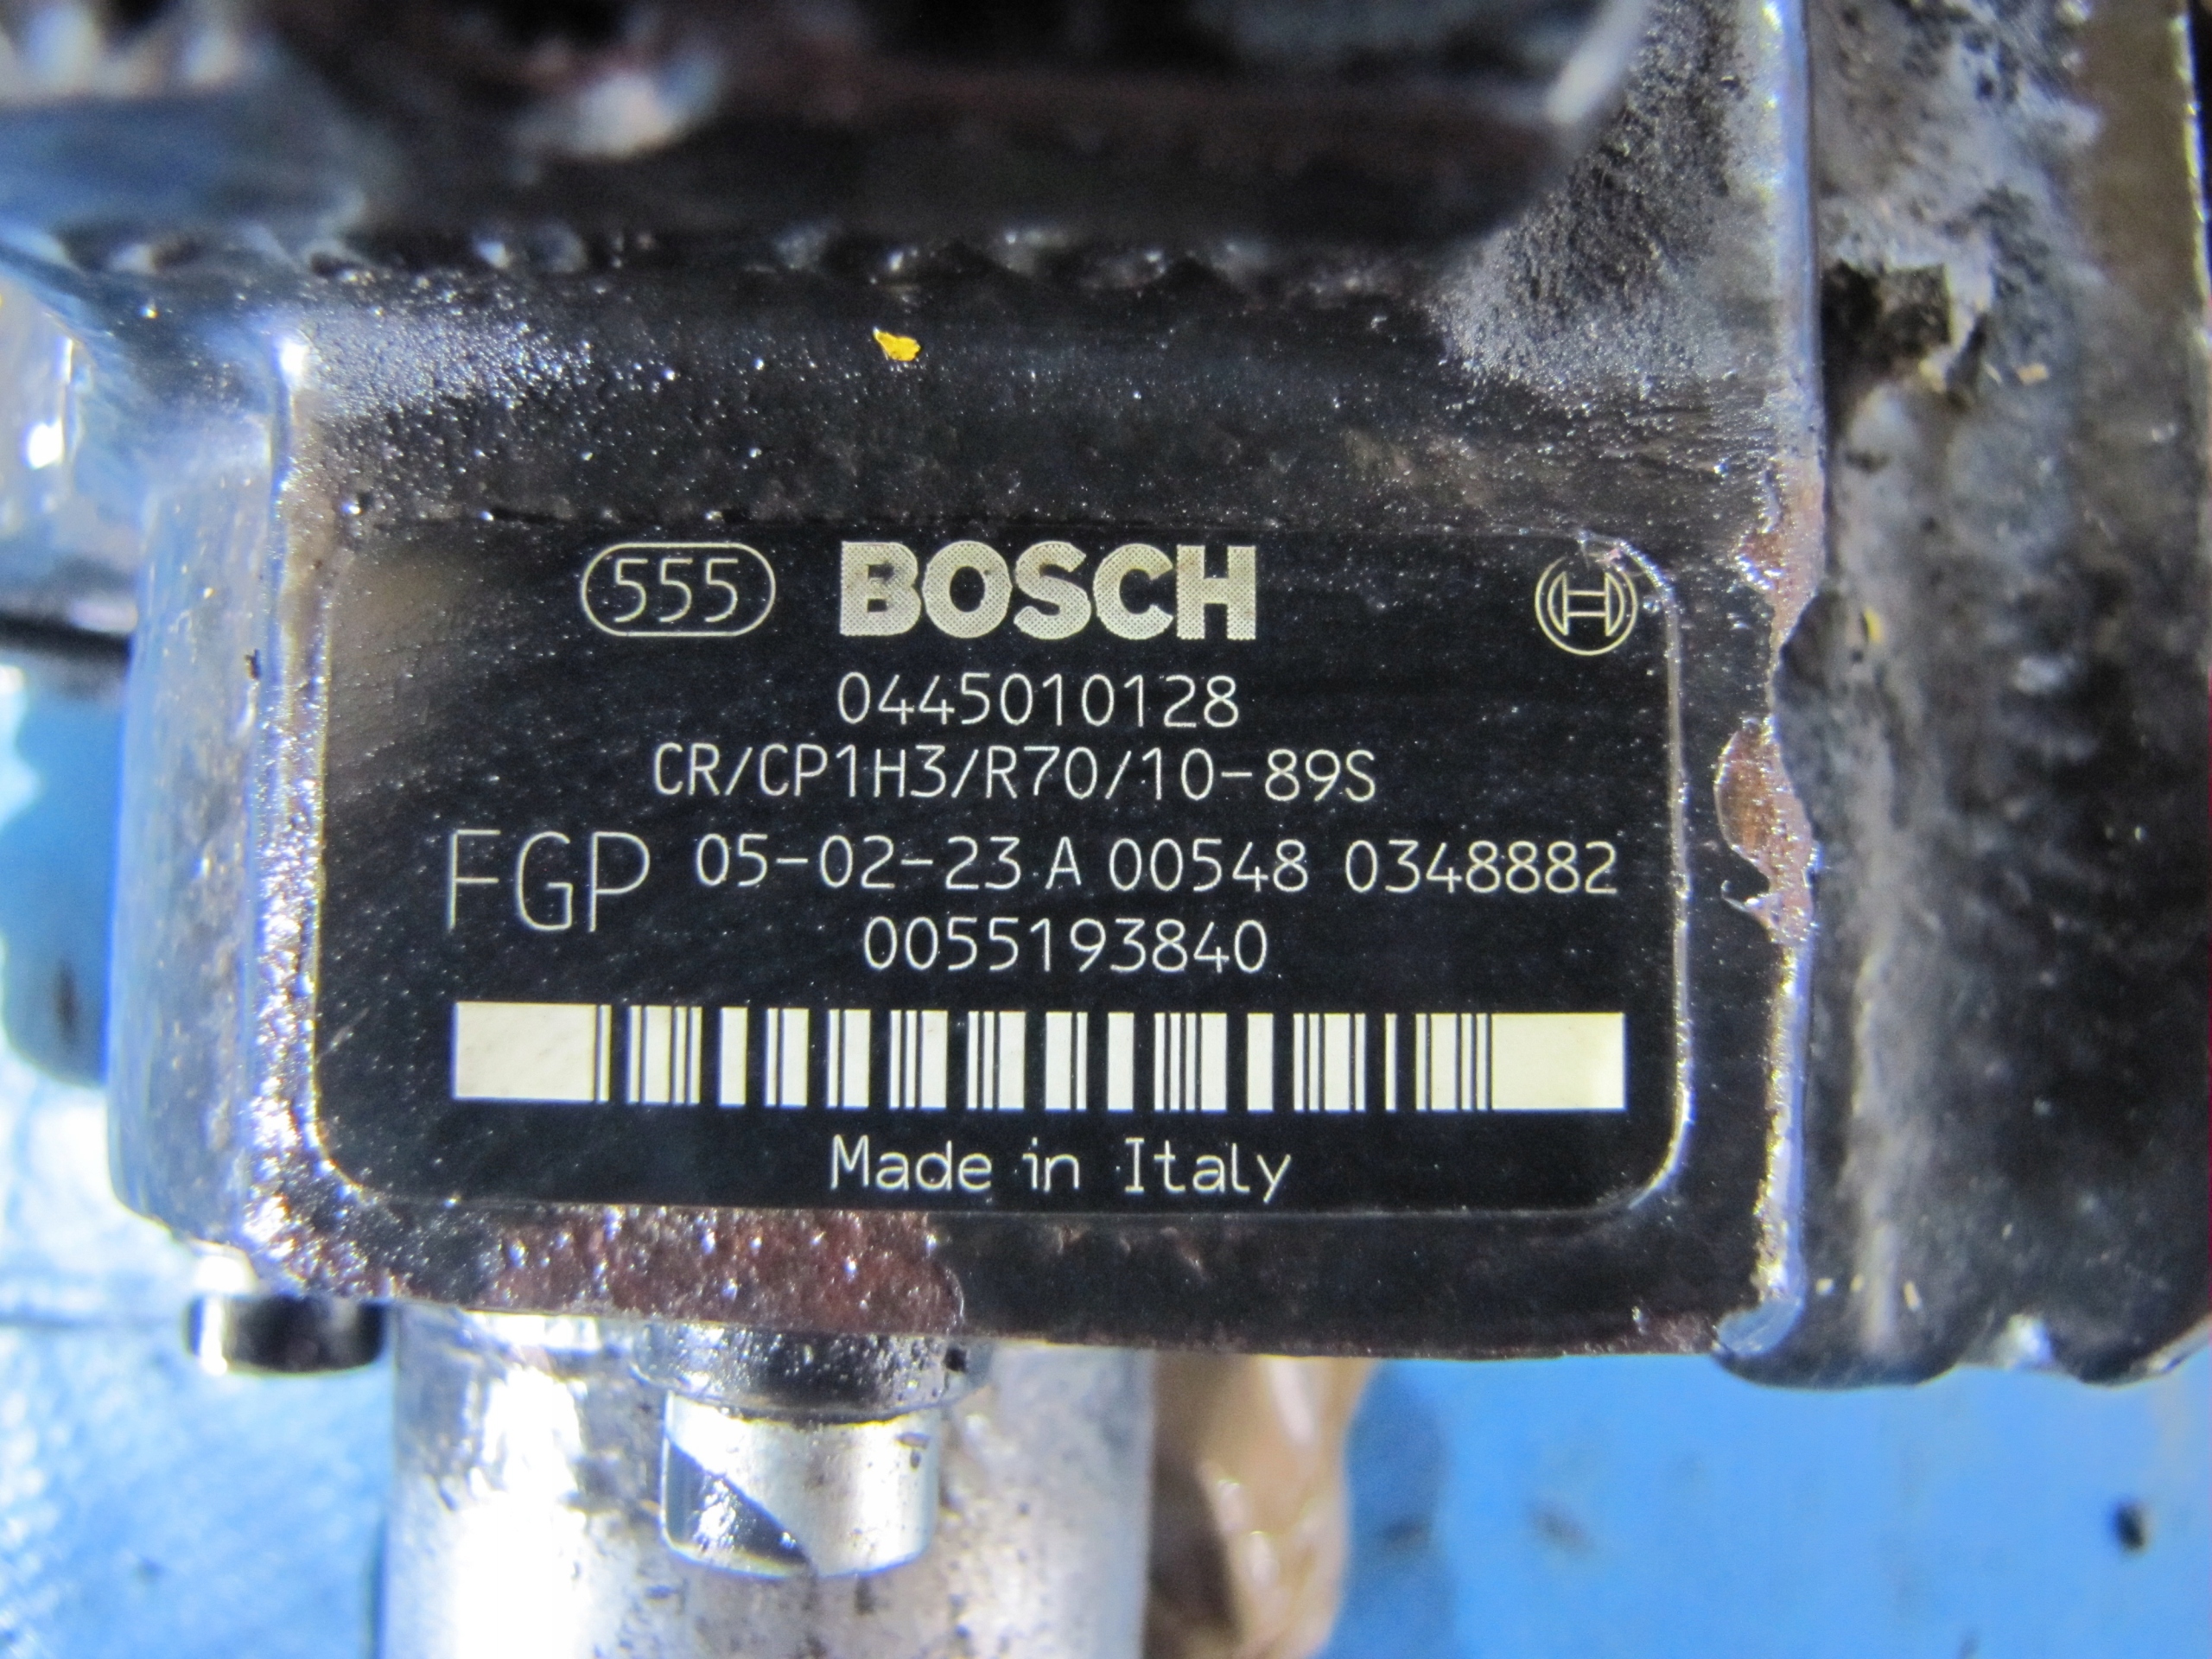 555 BOSCH
0445010128
CR/CP1H3/R70/10-89S
FGP 05-02-23 A 00548 0348882
0055193840
Made in Italy